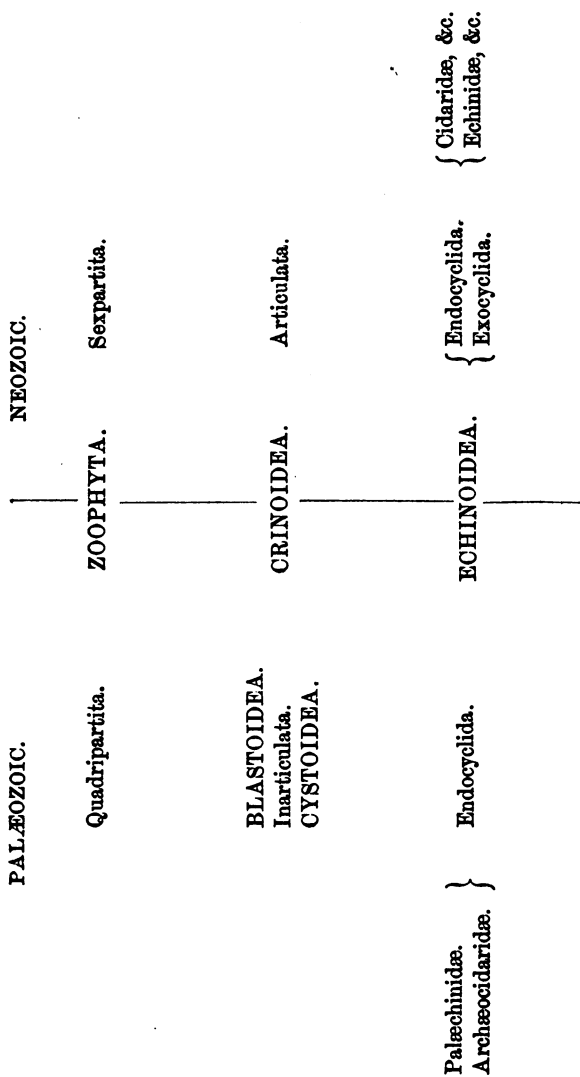 PALÆOZOIC. NEOZOIC.
Quadripartita. ZOOPHYTA. Sexpartita.
BLASTOIDEA.
Inarticulata. CRINOIDEA. Articulata.
CYSTOIDEA.
Palæchinidæ.
Archæocidaridæ. } Endocyclida. ECHINOIDEA. { Endocyclida.
Exocyclida. { Cidaridæ, &c.
Echinidæ, &c.